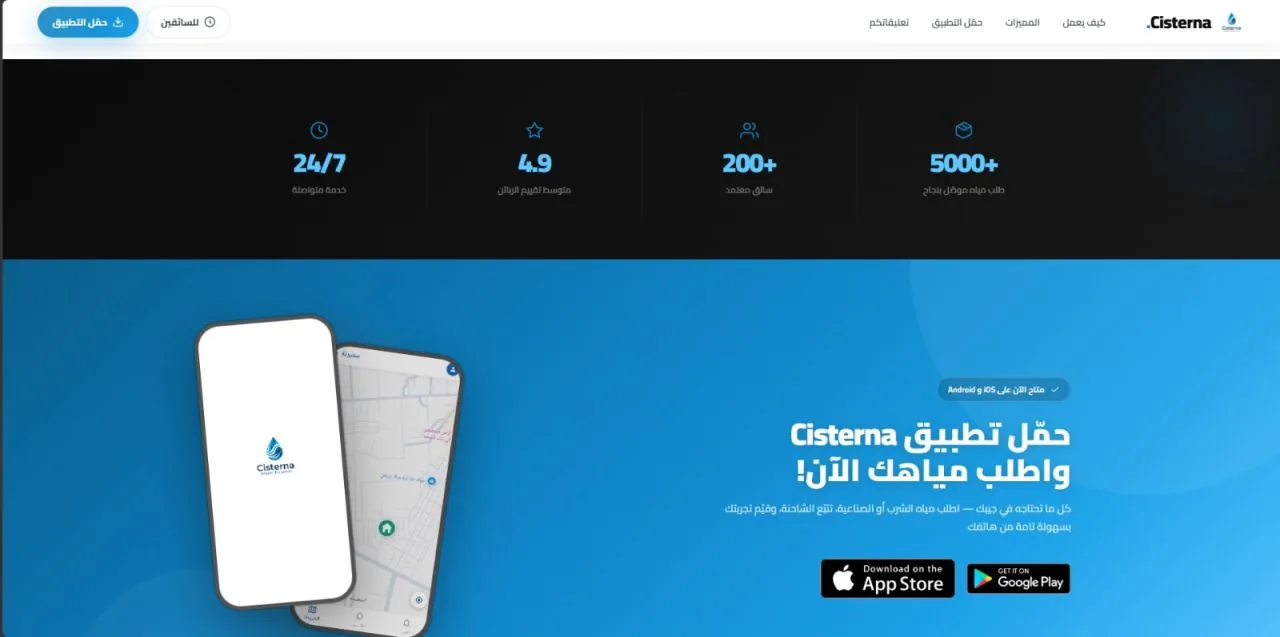 Cisterna.
Cisterna
كيف يعمل
المميزات
حمّل التطبيق
تعليقاتكم
للسائقين
حمّل التطبيق
5000+
طلب مياه موصّل بنجاح
200+
سائق معتمد
4.9
متوسط تقييم الزبائن
24/7
خدمة متواصلة
متاح الآن على iOS و Android
حمّل تطبيق Cisterna
واطلب مياهك الآن!
كل ما تحتاجه في جيبك — اطلب مياه الشرب أو الصناعية، تتبّع الشاحنة، وقيّم تجربتك
بسهولة تامة من هاتفك
GET IT ON
Google Play
Download on the
App Store
Cisterna